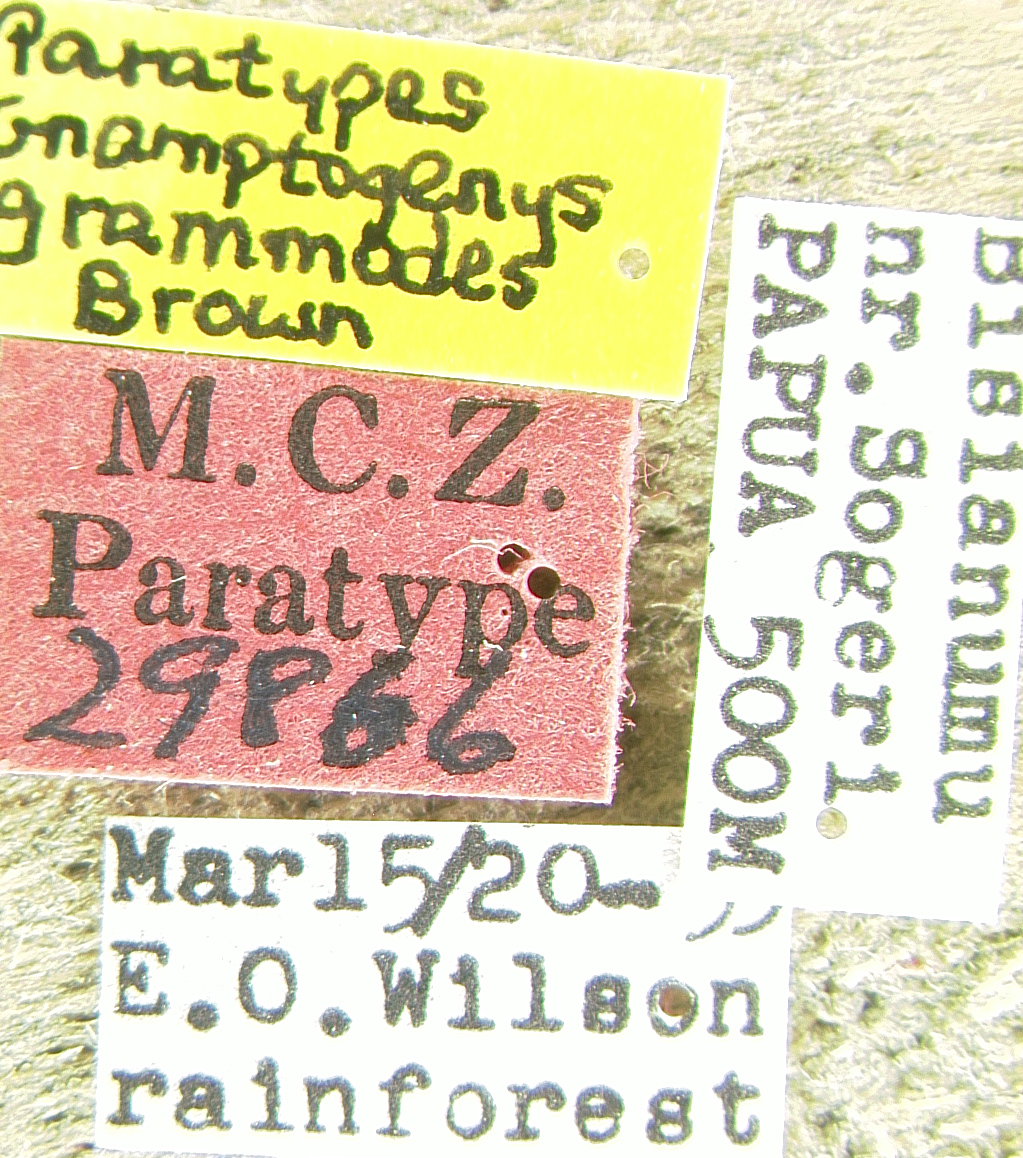 Paratypes
Gnamptogenys
grammodes
Brown
M.C.Z.
Paratype
29866
Bisianumu
nr. Sogeri
PAPUA 500M
Mar15/20-
E.O.Wilson
rainforest